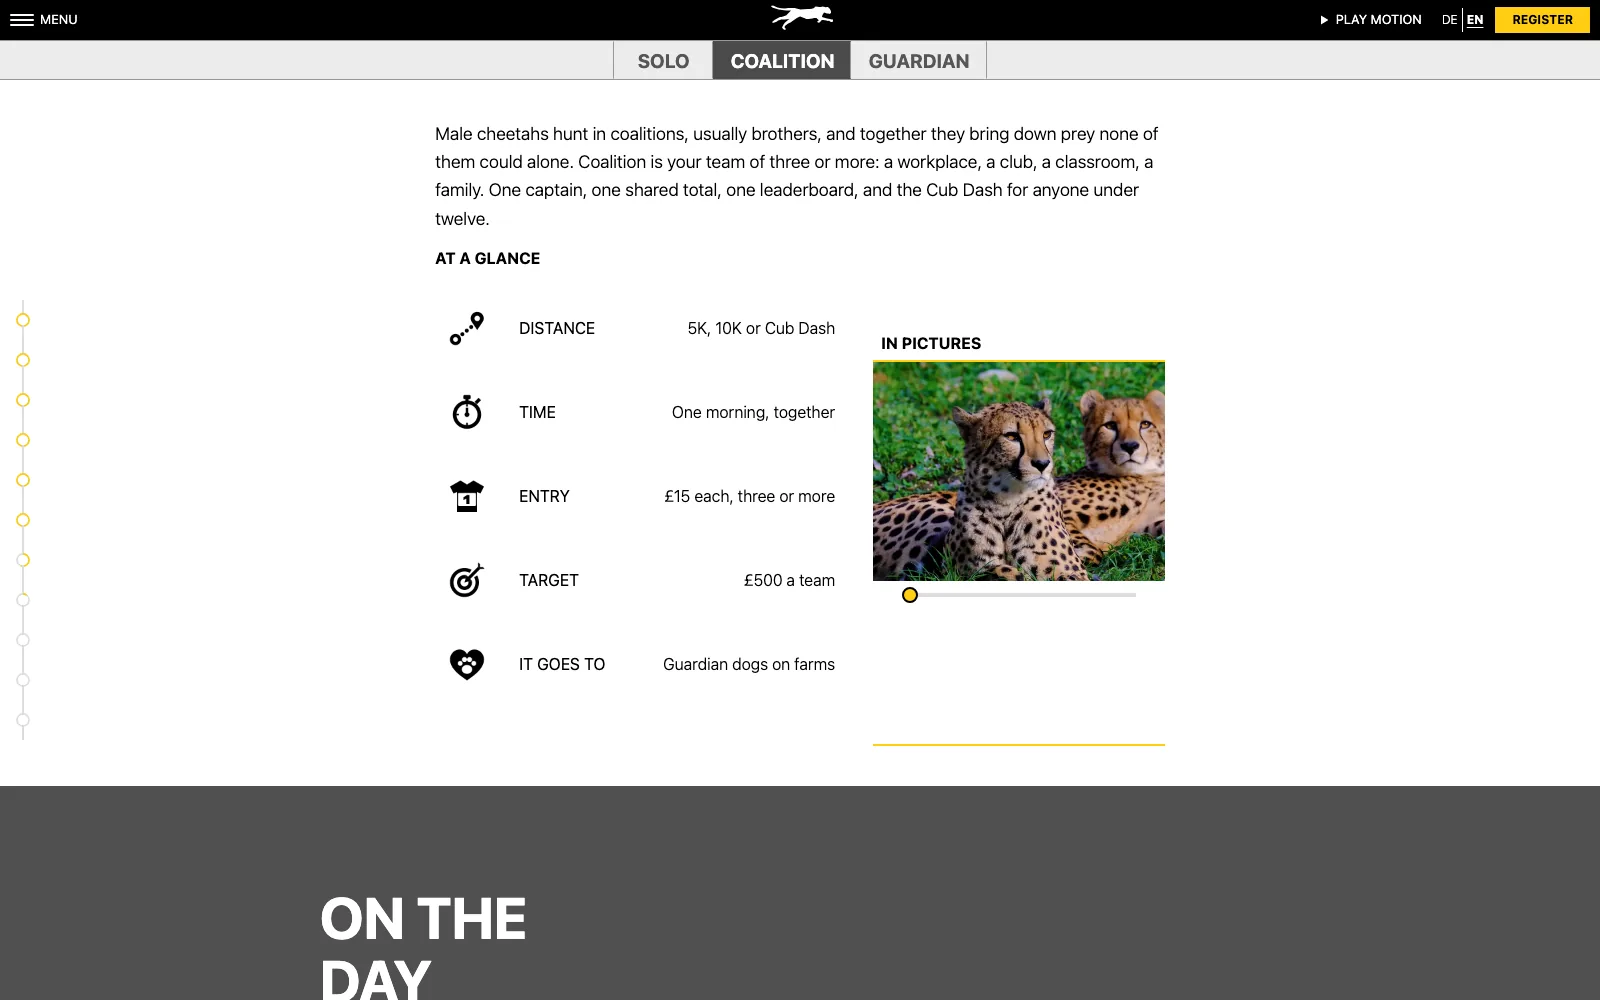 MENU
PLAY MOTION
DE
EN
REGISTER
SOLO
COALITION
GUARDIAN
Male cheetahs hunt in coalitions, usually brothers, and together they bring down prey none of
them could alone. Coalition is your team of three or more: a workplace, a club, a classroom, a
family. One captain, one shared total, one leaderboard, and the Cub Dash for anyone under
twelve.
AT A GLANCE
DISTANCE
5K, 10K or Cub Dash
TIME
One morning, together
1
ENTRY
£15 each, three or more
TARGET
£500 a team
IT GOES TO
Guardian dogs on farms
IN PICTURES
ON THE
DAY